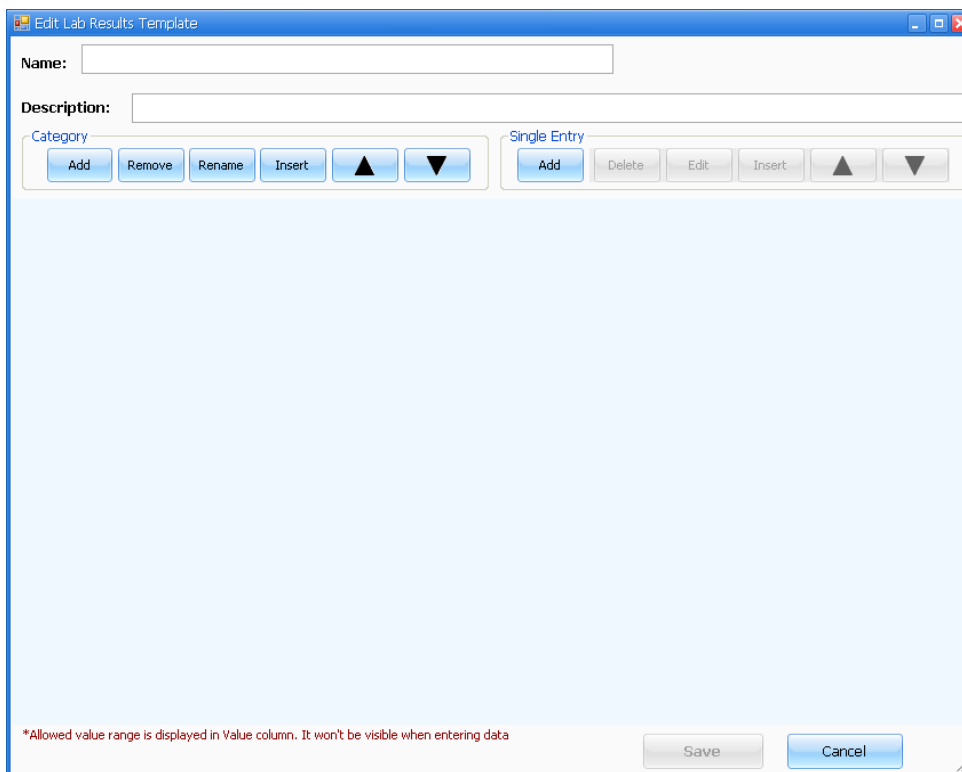 Edit Lab Results Template
Name:
Description:
Category
Add Remove Rename Insert ▲ ▼
Single Entry
Add Delete Edit Insert ▲ ▼
*Allowed value range is displayed in Value column. It won't be visible when entering data
Save Cancel